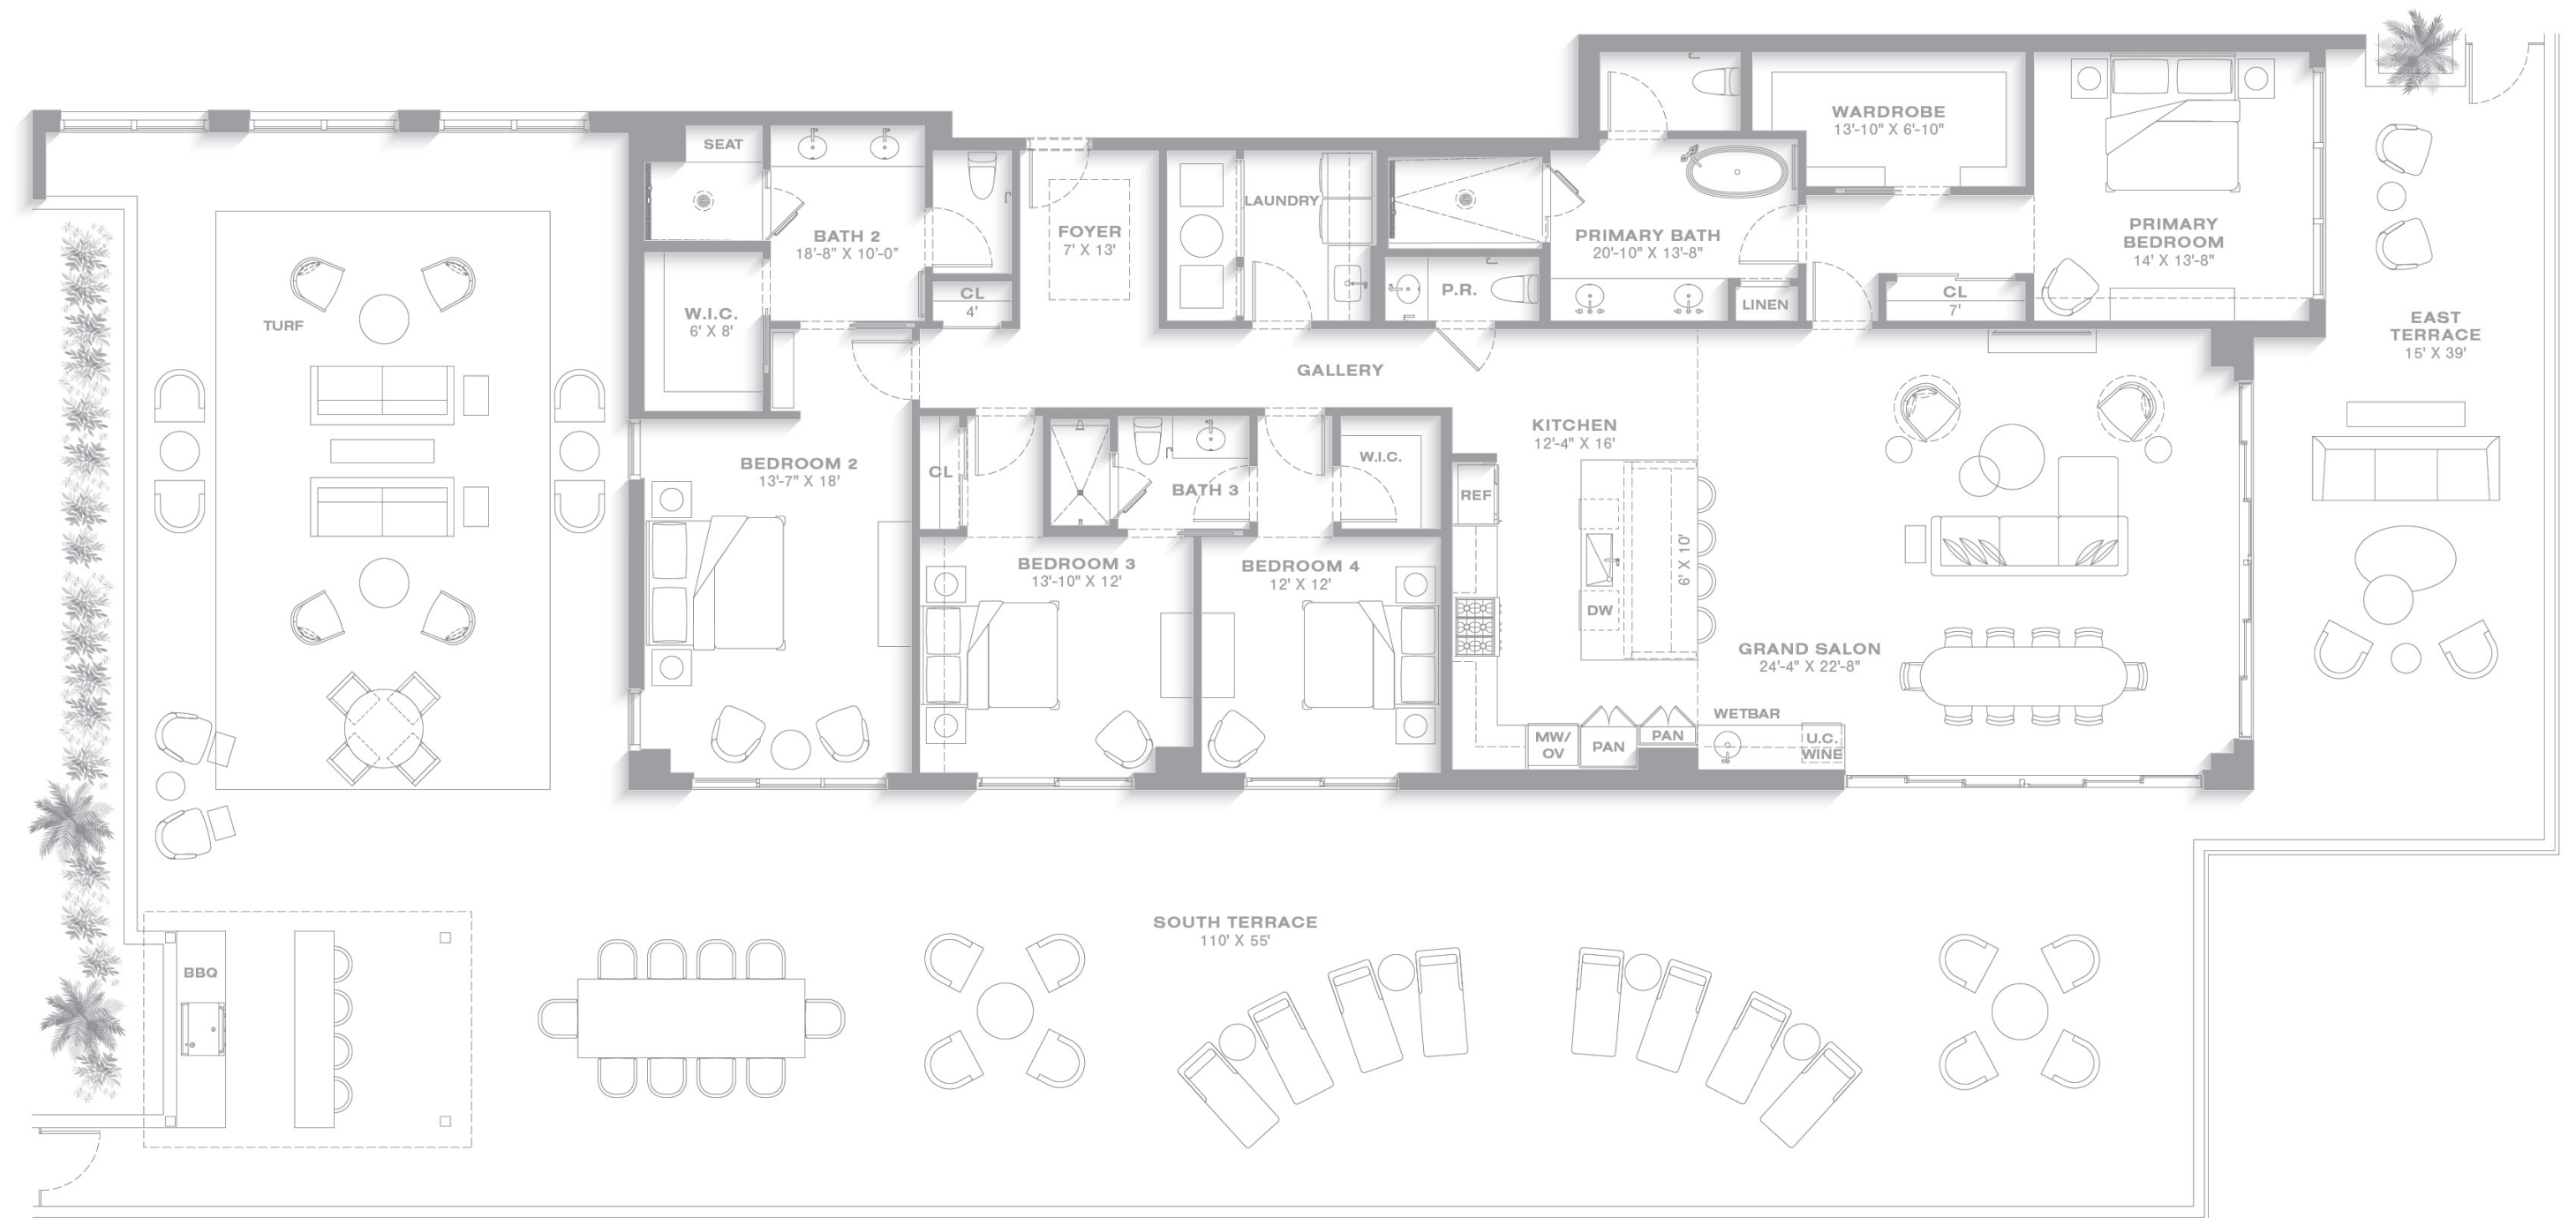 SEAT
BATH 2
18'-8" X 10'-0"
W.I.C.
6' X 8'
CL
4'
FOYER
7' X 13'
LAUNDRY
P.R.
PRIMARY BATH
20'-10" X 13'-8"
LINEN
WARDROBE
13'-10" X 6'-10"
CL
7'
PRIMARY
BEDROOM
14' X 13'-8"
EAST
TERRACE
15' X 39'
TURF
GALLERY
BEDROOM 2
13'-7" X 18'
CL
BATH 3
W.I.C.
BEDROOM 3
13'-10" X 12'
BEDROOM 4
12' X 12'
KITCHEN
12'-4" X 16'
REF
DW
6' X 10'
MW/
OV
PAN
PAN
WETBAR
U.C.
WINE
GRAND SALON
24'-4" X 22'-8"
SOUTH TERRACE
110' X 55'
BBQ